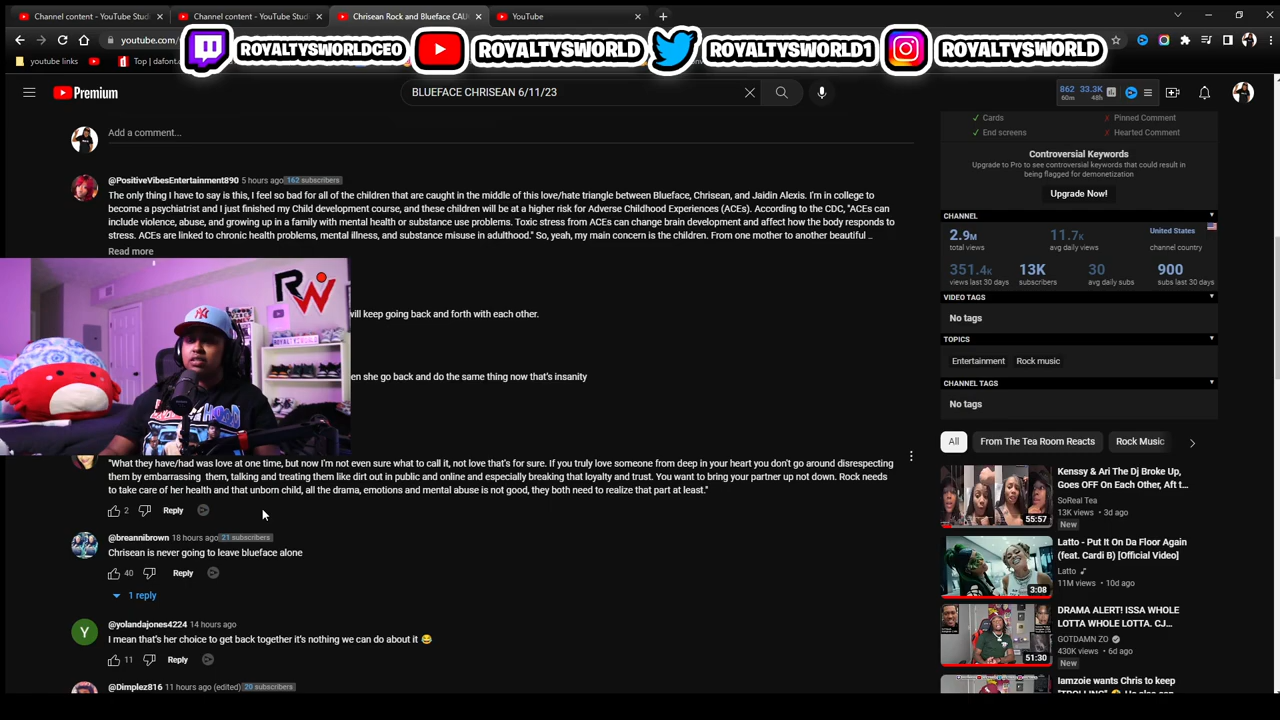 Channel content - YouTube Stud
Channel content - YouTube Stud
Chrisean Rock and Blueface CAU
YouTube
youtube.com/
ROYALTYSWORLDCEO
ROYALTYSWORLD
ROYALTYSWORLD1
ROYALTYSWORLD
youtube links
Top | dafont.c
Premium
BLUEFACE CHRISEAN 6/11/23
862
60m
33.3K
48h
Add a comment...
@PositiveVibesEntertainment890 5 hours ago 162 subscribers
The only thing I have to say is this, I feel so bad for all of the children that are caught in the middle of this love/hate triangle between Blueface, Chrisean, and Jaidin Alexis. I'm in college to
become a psychiatrist and I just finished my Child development course, and these children will be at a higher risk for Adverse Childhood Experiences (ACEs). According to the CDC, "ACEs can
include violence, abuse, and growing up in a family with mental health or substance use problems. Toxic stress from ACEs can change brain development and affect how the body responds to
stress. ACEs are linked to chronic health problems, mental illness, and substance misuse in adulthood." So, yeah, my main concern is the children. From one mother to another beautiful ..
Read more
will keep going back and forth with each other.
en she go back and do the same thing now that's insanity
"What they have/had was love at one time, but now I'm not even sure what to call it, not love that's for sure. If you truly love someone from deep in your heart you don't go around disrespecting
them by embarrassing them, talking and treating them like dirt out in public and online and especially breaking that loyalty and trust. You want to bring your partner up not down. Rock needs
to take care of her health and that unborn child, all the drama, emotions and mental abuse is not good, they both need to realize that part at least."
2 Reply
@breannibrown 18 hours ago 21 subscribers
Chrisean is never going to leave blueface alone
40 Reply
1 reply
Y
@yolandajones4224 14 hours ago
I mean that's her choice to get back together it's nothing we can do about it 😂
11 Reply
@Dimplez816 11 hours ago (edited) 20 subscribers
RW
✓ Cards
✗ Pinned Comment
✓ End screens
✗ Hearted Comment
Controversial Keywords
Upgrade to Pro to see controversial keywords that could result in
being flagged for demonetization
Upgrade Now!
CHANNEL
2.9M
total views
11.7K
avg daily views
United States
channel country
351.4K
views last 30 days
13K
subscribers
30
avg daily subs
900
subs last 30 days
VIDEO TAGS
No tags
TOPICS
Entertainment
Rock music
CHANNEL TAGS
No tags
All
From The Tea Room Reacts
Rock Music
Kenssy & Ari The Dj Broke Up,
Goes OFF On Each Other, Aft t
SoReal Tea
13K views • 3d ago
New
55:57
Latto - Put It On Da Floor Again
(feat. Cardi B) [Official Video]
Latto
11M views • 10d ago
3:08
DRAMA ALERT! ISSA WHOLE
LOTTA WHOLE LOTTA. CJ...
GOTDAMN ZO
430K views • 6d ago
New
51:30
Iamzoie wants Chris to keep